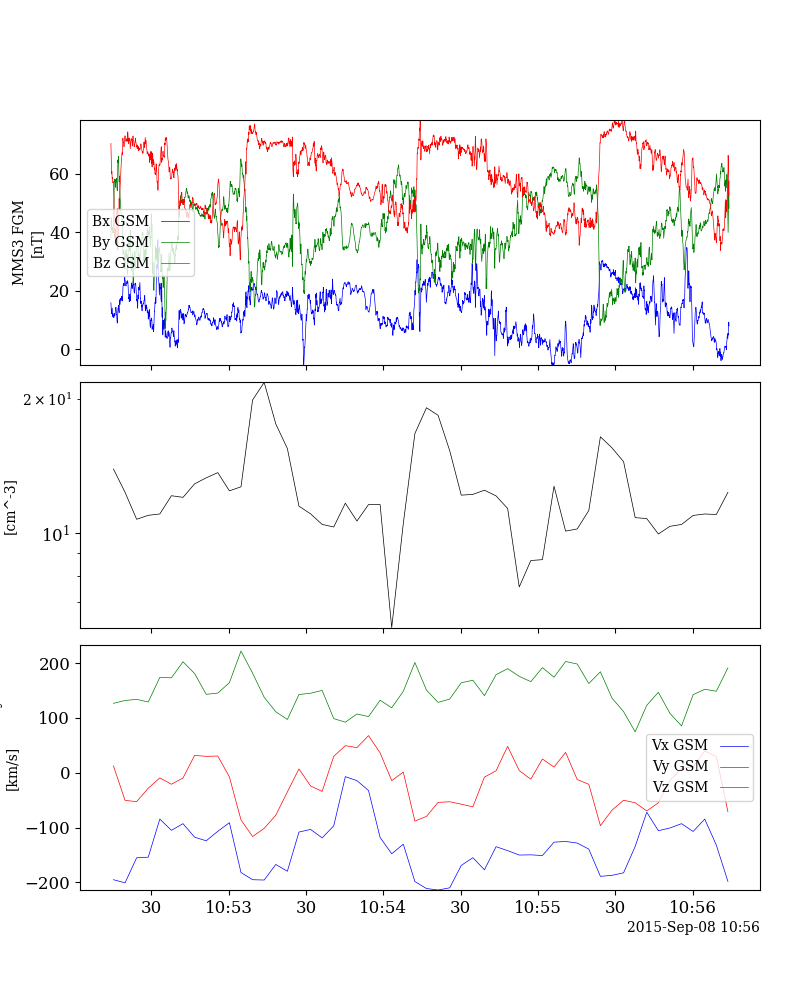 60
40
20
0
MMS3 FGM
[nT]
Bx GSM
By GSM
Bz GSM
2 × 10¹
10¹
[cm^-3]
200
100
0
−100
−200
[km/s]
Vx GSM
Vy GSM
Vz GSM
30 10:53 30 10:54 30 10:55 30 10:56
2015-Sep-08 10:56